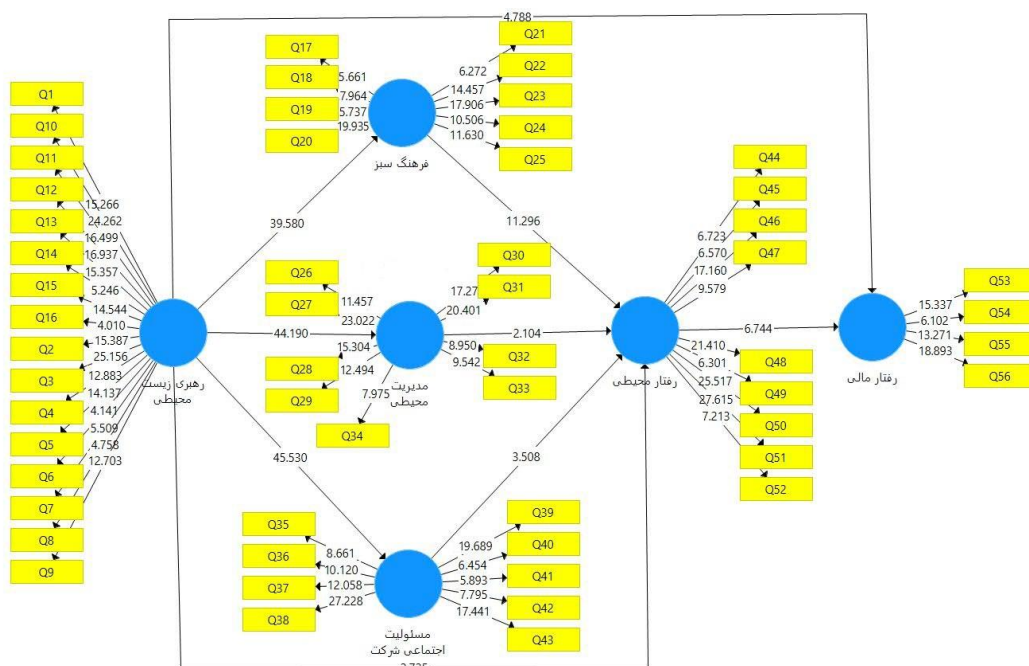 4.788
Q17
Q18
Q19
Q20
5.661
7.964
5.737
19.935
6.272
14.457
17.906
10.506
11.630
Q21
Q22
Q23
Q24
Q25
فرهنگ سبز
Q1
Q10
Q11
Q12
Q13
Q14
Q15
Q16
Q2
Q3
Q4
Q5
Q6
Q7
Q8
Q9
15.266
24.262
16.499
16.937
15.357
5.246
14.544
4.010
15.387
25.156
12.883
14.137
4.141
5.509
4.758
12.703
رهبری زیست
محیطی
39.580
44.190
45.530
Q26
Q27
Q28
Q29
Q34
11.457
23.022
15.304
12.494
7.975
17.27
20.401
8.950
9.542
Q30
Q31
Q32
Q33
مدیریت
محیطی
11.296
2.104
3.508
Q35
Q36
Q37
Q38
8.661
10.120
12.058
27.228
19.689
6.454
5.893
7.795
17.441
Q39
Q40
Q41
Q42
Q43
مسئولیت
اجتماعی شرکت
Q44
Q45
Q46
Q47
6.723
6.570
17.160
9.579
رفتار محیطی
21.410
6.301
25.517
27.615
7.213
Q48
Q49
Q50
Q51
Q52
6.744
رفتار مالی
15.337
6.102
13.271
18.893
Q53
Q54
Q55
Q56